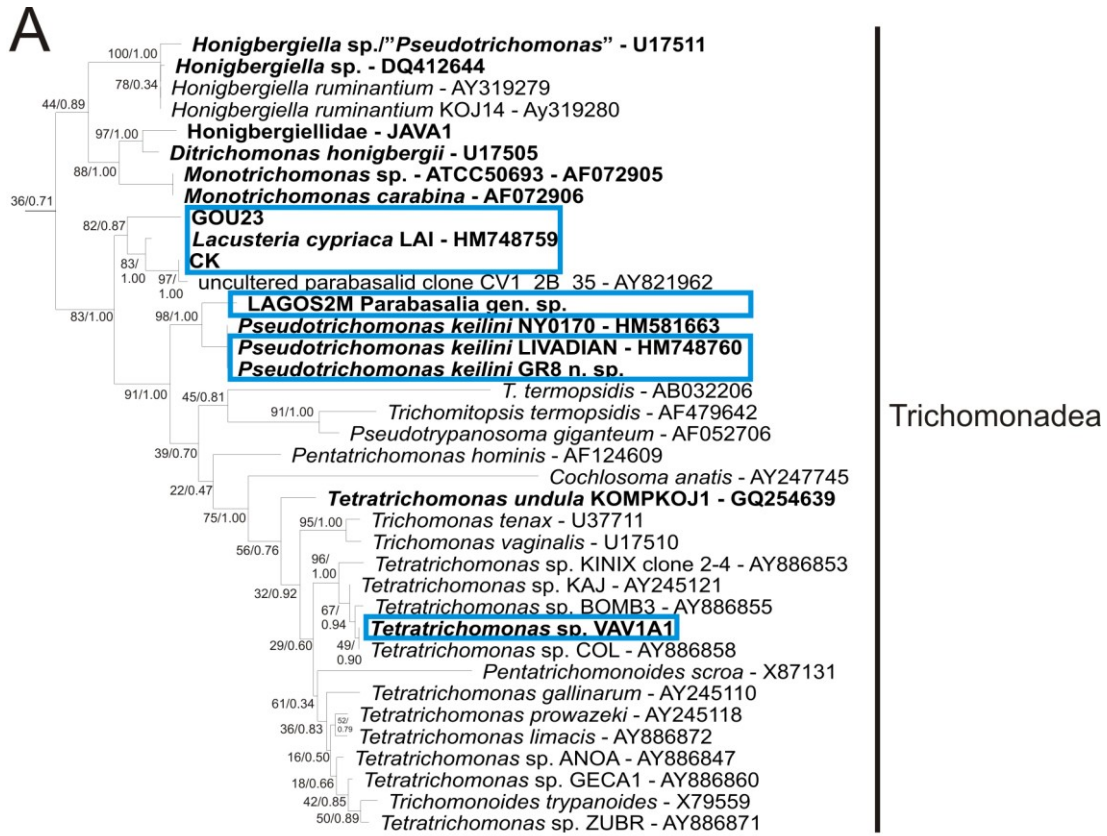 A
Honigbergiella sp./"Pseudotrichomonas" - U17511
100/1.00
Honigbergiella sp. - DQ412644
78/0.34
Honigbergiella ruminantium - AY319279
44/0.89
Honigbergiella ruminantium KOJ14 - Ay319280
97/1.00
Honigbergiellidae - JAVA1
Ditrichomonas honigbergii - U17505
88/1.00
Monotrichomonas sp. - ATCC50693 - AF072905
36/0.71
Monotrichomonas carabina - AF072906
82/0.87
GOU23
Lacusteria cypriaca LAI - HM748759
83/
1.00
CK
97/
1.00
uncultered parabasalid clone CV1_2B_35 - AY821962
LAGOS2M Parabasalia gen. sp.
83/1.00
98/1.00
Pseudotrichomonas keilini NY0170 - HM581663
Pseudotrichomonas keilini LIVADIAN - HM748760
Pseudotrichomonas keilini GR8 n. sp.
91/1.00
45/0.81
T. termopsidis - AB032206
91/1.00
Trichomitopsis termopsidis - AF479642
Pseudotrypanosoma giganteum - AF052706
39/0.70
Pentatrichomonas hominis - AF124609
22/0.47
Cochlosoma anatis - AY247745
75/1.00
Tetratrichomonas undula KOMPKOJ1 - GQ254639
95/1.00
Trichomonas tenax - U37711
56/0.76
Trichomonas vaginalis - U17510
96/
1.00
Tetratrichomonas sp. KINIX clone 2-4 - AY886853
32/0.92
Tetratrichomonas sp. KAJ - AY245121
67/
0.94
Tetratrichomonas sp. BOMB3 - AY886855
Tetratrichomonas sp. VAV1A1
29/0.60
49/
0.90
Tetratrichomonas sp. COL - AY886858
Pentatrichomonoides scroa - X87131
61/0.34
Tetratrichomonas gallinarum - AY245110
36/0.83
52/
0.79
Tetratrichomonas prowazeki - AY245118
Tetratrichomonas limacis - AY886872
16/0.50
Tetratrichomonas sp. ANOA - AY886847
18/0.66
Tetratrichomonas sp. GECA1 - AY886860
42/0.85
Trichomonoides trypanoides - X79559
50/0.89
Tetratrichomonas sp. ZUBR - AY886871
Trichomonadea